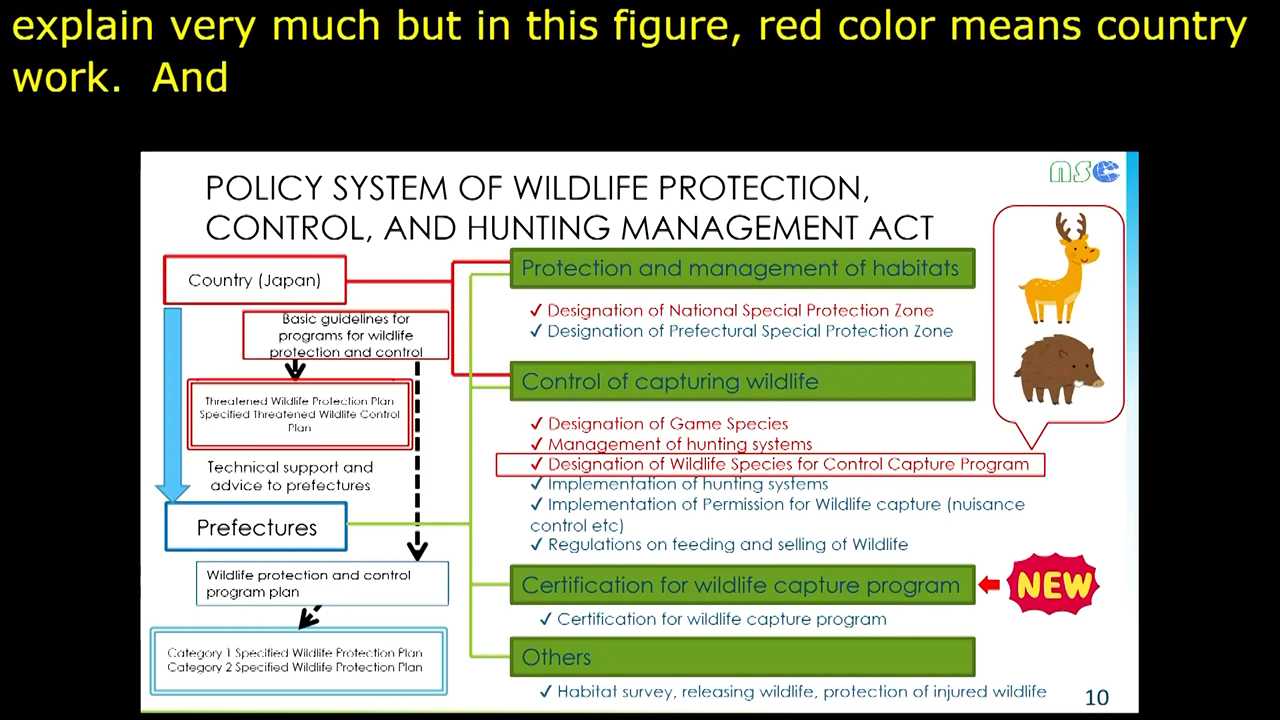 explain very much but in this figure, red color means country
work.  And
nsc
POLICY SYSTEM OF WILDLIFE PROTECTION,
CONTROL, AND HUNTING MANAGEMENT ACT
Country (Japan)
Basic guidelines for
programs for wildlife
protection and control
Threatened Wildlife Protection Plan
Specified Threatened Wildlife Control
Plan
Technical support and
advice to prefectures
Prefectures
Wildlife protection and control
program plan
Category 1 Specified Wildlife Protection Plan
Category 2 Specified Wildlife Protection Plan
Protection and management of habitats
✓ Designation of National Special Protection Zone
✓ Designation of Prefectural Special Protection Zone
Control of capturing wildlife
✓ Designation of Game Species
✓ Management of hunting systems
✓ Designation of Wildlife Species for Control Capture Program
✓ Implementation of hunting systems
✓ Implementation of Permission for Wildlife capture (nuisance
control etc)
✓ Regulations on feeding and selling of Wildlife
Certification for wildlife capture program
NEW
✓ Certification for wildlife capture program
Others
✓ Habitat survey, releasing wildlife, protection of injured wildlife
10